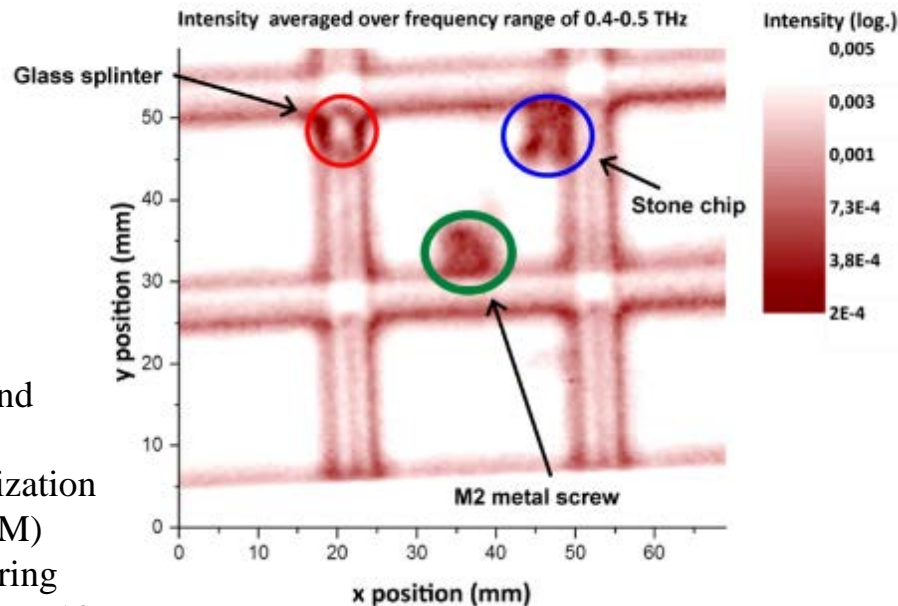 Intensity averaged over frequency range of 0.4-0.5 THz
Intensity (log.)
0,005
0,003
0,001
7,3E-4
3,8E-4
2E-4
Glass splinter
Stone chip
M2 metal screw
y position (mm)
50
40
30
20
10
0
0
10
20
30
40
50
60
x position (mm)
nd
ization
M)
ring